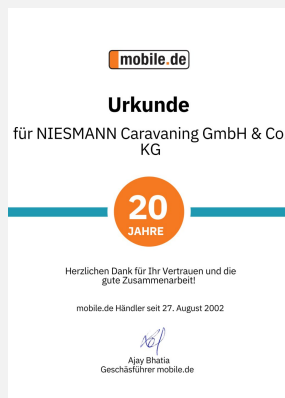 mobile.de
Urkunde
für NIESMANN Caravaning GmbH & Co
KG
20
JAHRE
Herzlichen Dank für Ihr Vertrauen und die
gute Zusammenarbeit!
mobile.de Händler seit 27. August 2002
Ajay Bhatia
Geschäsführer mobile.de